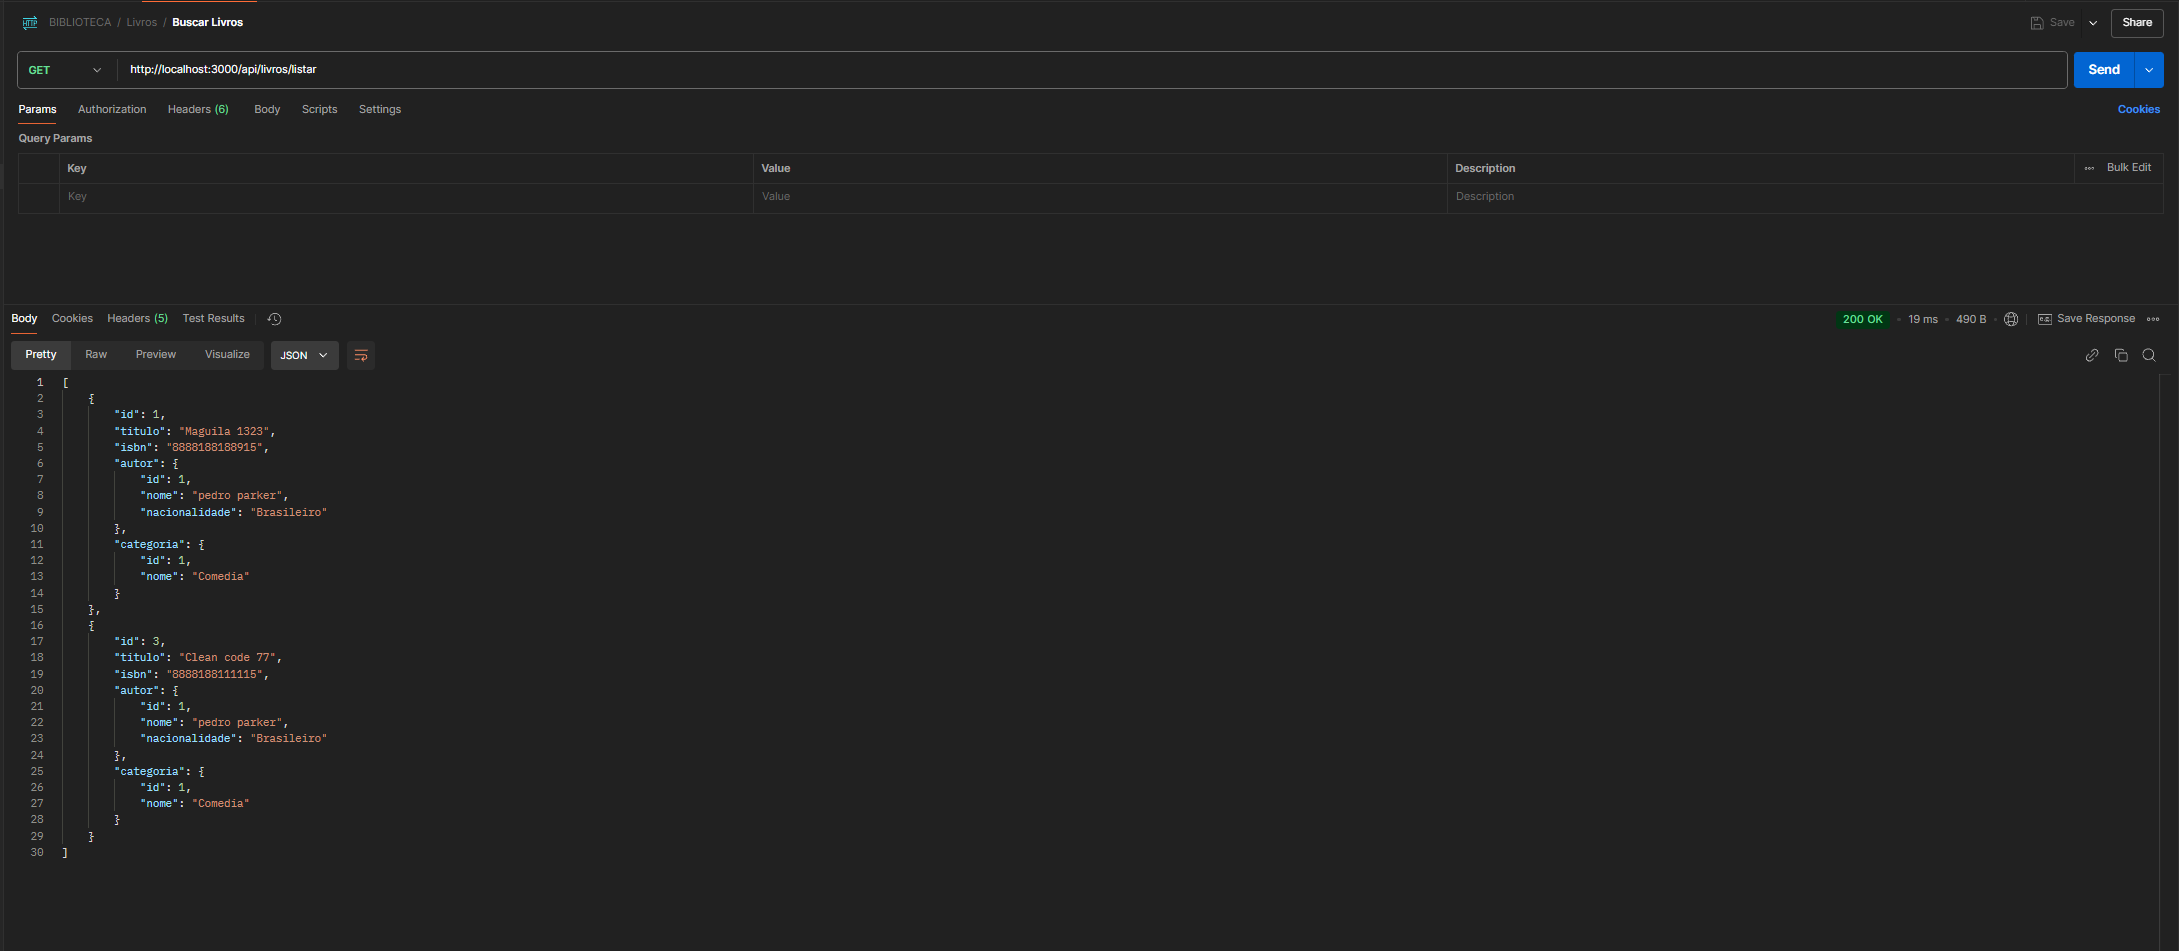 HTTP BIBLIOTECA / Livros / Buscar Livros Save Share
GET http://localhost:3000/api/livros/listar Send
Params Authorization Headers (6) Body Scripts Settings Cookies
Query Params
Key Value Description ••• Bulk Edit
Key Value Description
Body Cookies Headers (5) Test Results 200 OK • 19 ms • 490 B • Save Response •••
Pretty Raw Preview Visualize JSON
1 [
2 {
3 "id": 1,
4 "titulo": "Maguila 1323",
5 "isbn": "8888188188915",
6 "autor": {
7 "id": 1,
8 "nome": "pedro parker",
9 "nacionalidade": "Brasileiro"
10 },
11 "categoria": {
12 "id": 1,
13 "nome": "Comedia"
14 }
15 },
16 {
17 "id": 3,
18 "titulo": "Clean code 77",
19 "isbn": "8888188111115",
20 "autor": {
21 "id": 1,
22 "nome": "pedro parker",
23 "nacionalidade": "Brasileiro"
24 },
25 "categoria": {
26 "id": 1,
27 "nome": "Comedia"
28 }
29 }
30 ]